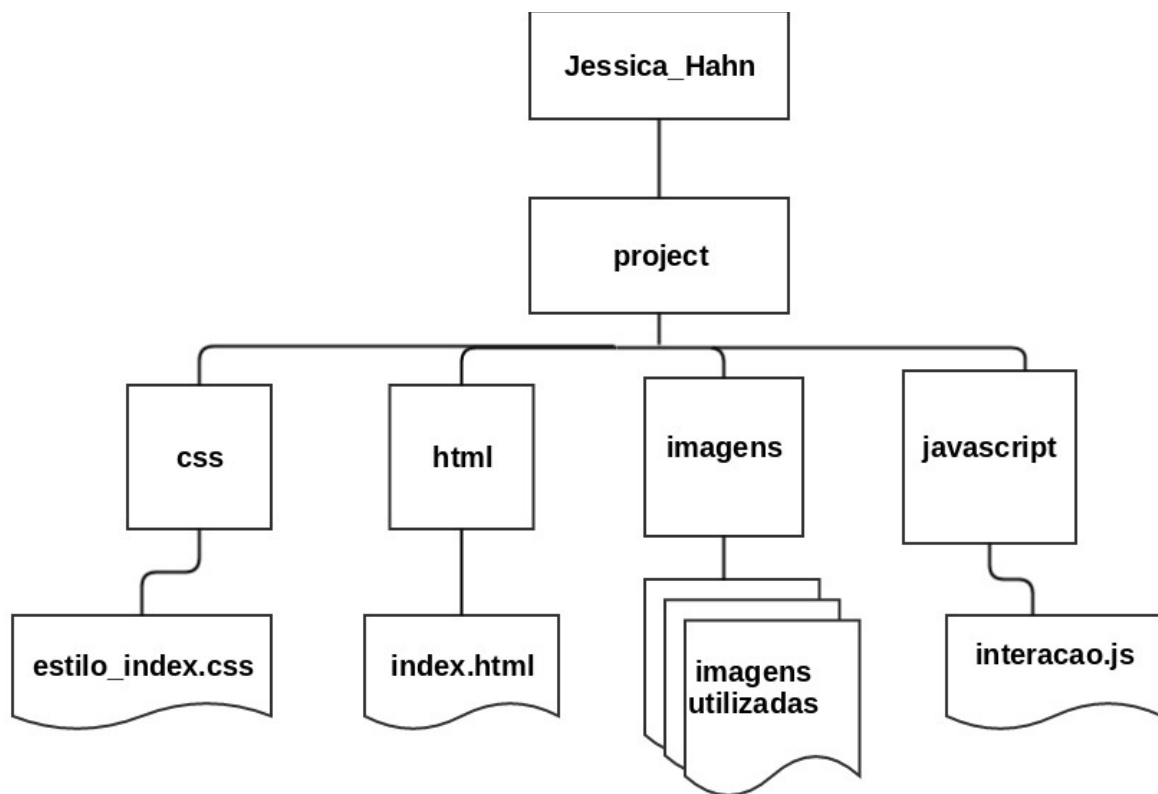 Jessica_Hahn
project
css
html
imagens
javascript
estilo_index.css
index.html
imagens
utilizadas
interacao.js